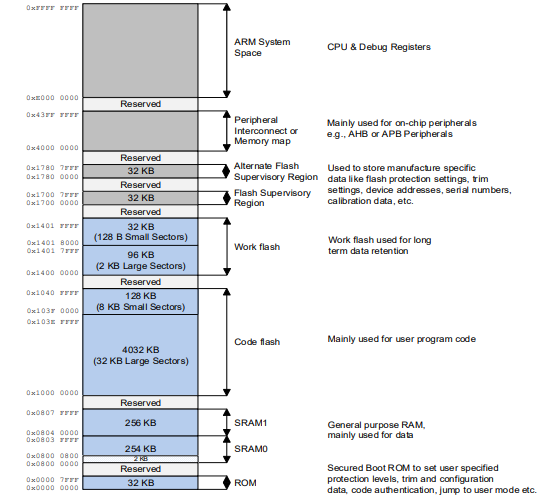 0xFFFF FFFF
ARM System
Space
CPU & Debug Registers
0xE000 0000
Reserved
0x43FF FFFF
Peripheral
Interconnect or
Memory map
Mainly used for on-chip peripherals
e.g., AHB or APB Peripherals
0x4000 0000
Reserved
0x1780 7FFF
32 KB
0x1780 0000
Alternate Flash
Supervisory Region
Used to store manufacture specific
data like flash protection settings, trim
settings, device addresses, serial numbers,
calibration data, etc.
Reserved
0x1700 7FFF
32 KB
0x1700 0000
Flash Supervisory
Region
Reserved
0x1401 FFFF
32 KB
(128 B Small Sectors)
0x1401 8000
0x1401 7FFF
96 KB
(2 KB Large Sectors)
0x1400 0000
Work flash
Work flash used for long
term data retention
Reserved
0x1040 FFFF
128 KB
(8 KB Small Sectors)
0x103F 0000
0x103E FFFF
4032 KB
(32 KB Large Sectors)
Code flash
Mainly used for user program code
0x1000 0000
Reserved
0x0807 FFFF
256 KB
0x0804 0000
SRAM1
General purpose RAM,
mainly used for data
0x0803 FFFF
254 KB
SRAM0
0x0800 0800
2 KB
0x0800 0000
Reserved
0x0000 7FFF
32 KB
0x0000 0000
ROM
Secured Boot ROM to set user specified
protection levels, trim and configuration
data, code authentication, jump to user mode etc.